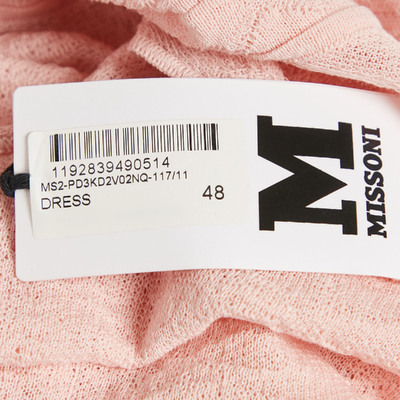 1192839490514
MS2-PD3KD2V02NQ-117/11
DRESS 48
M
MISSONI